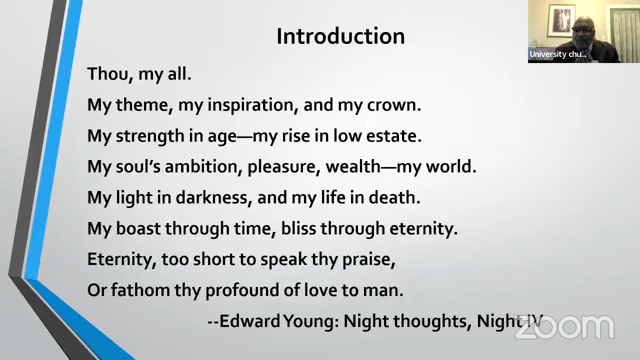 Introduction
University chu...
Thou, my all.
My theme, my inspiration, and my crown.
My strength in age—my rise in low estate.
My soul's ambition, pleasure, wealth—my world.
My light in darkness, and my life in death.
My boast through time, bliss through eternity.
Eternity, too short to speak thy praise,
Or fathom thy profound of love to man.
--Edward Young: Night thoughts, Night IV
zoom